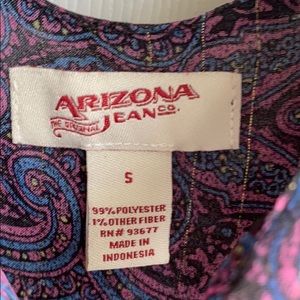 ARIZONA
THE ORIGINAL JEAN CO.
S
99% POLYESTER
1% OTHER FIBER
RN# 93677
MADE IN
INDONESIA